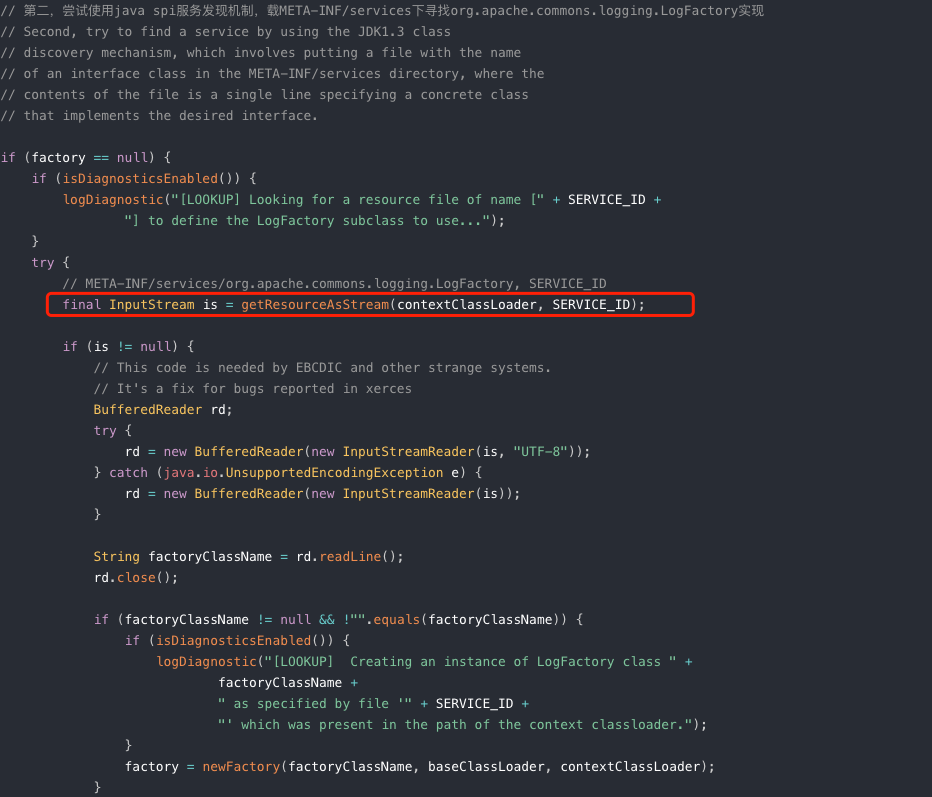 // 第二，尝试使用java spi服务发现机制，载META-INF/services下寻找org.apache.commons.logging.LogFactory实现
// Second, try to find a service by using the JDK1.3 class
// discovery mechanism, which involves putting a file with the name
// of an interface class in the META-INF/services directory, where the
// contents of the file is a single line specifying a concrete class
// that implements the desired interface.
if (factory == null) {
if (isDiagnosticsEnabled()) {
logDiagnostic("[LOOKUP] Looking for a resource file of name [" + SERVICE_ID +
"] to define the LogFactory subclass to use...");
}
try {
// META-INF/services/org.apache.commons.logging.LogFactory, SERVICE_ID
final InputStream is = getResourceAsStream(contextClassLoader, SERVICE_ID);
if (is != null) {
// This code is needed by EBCDIC and other strange systems.
// It's a fix for bugs reported in xerces
BufferedReader rd;
try {
rd = new BufferedReader(new InputStreamReader(is, "UTF-8"));
} catch (java.io.UnsupportedEncodingException e) {
rd = new BufferedReader(new InputStreamReader(is));
}
String factoryClassName = rd.readLine();
rd.close();
if (factoryClassName != null && !"".equals(factoryClassName)) {
if (isDiagnosticsEnabled()) {
logDiagnostic("[LOOKUP]  Creating an instance of LogFactory class " +
factoryClassName +
" as specified by file '" + SERVICE_ID +
"' which was present in the path of the context classloader.");
}
factory = newFactory(factoryClassName, baseClassLoader, contextClassLoader);
}